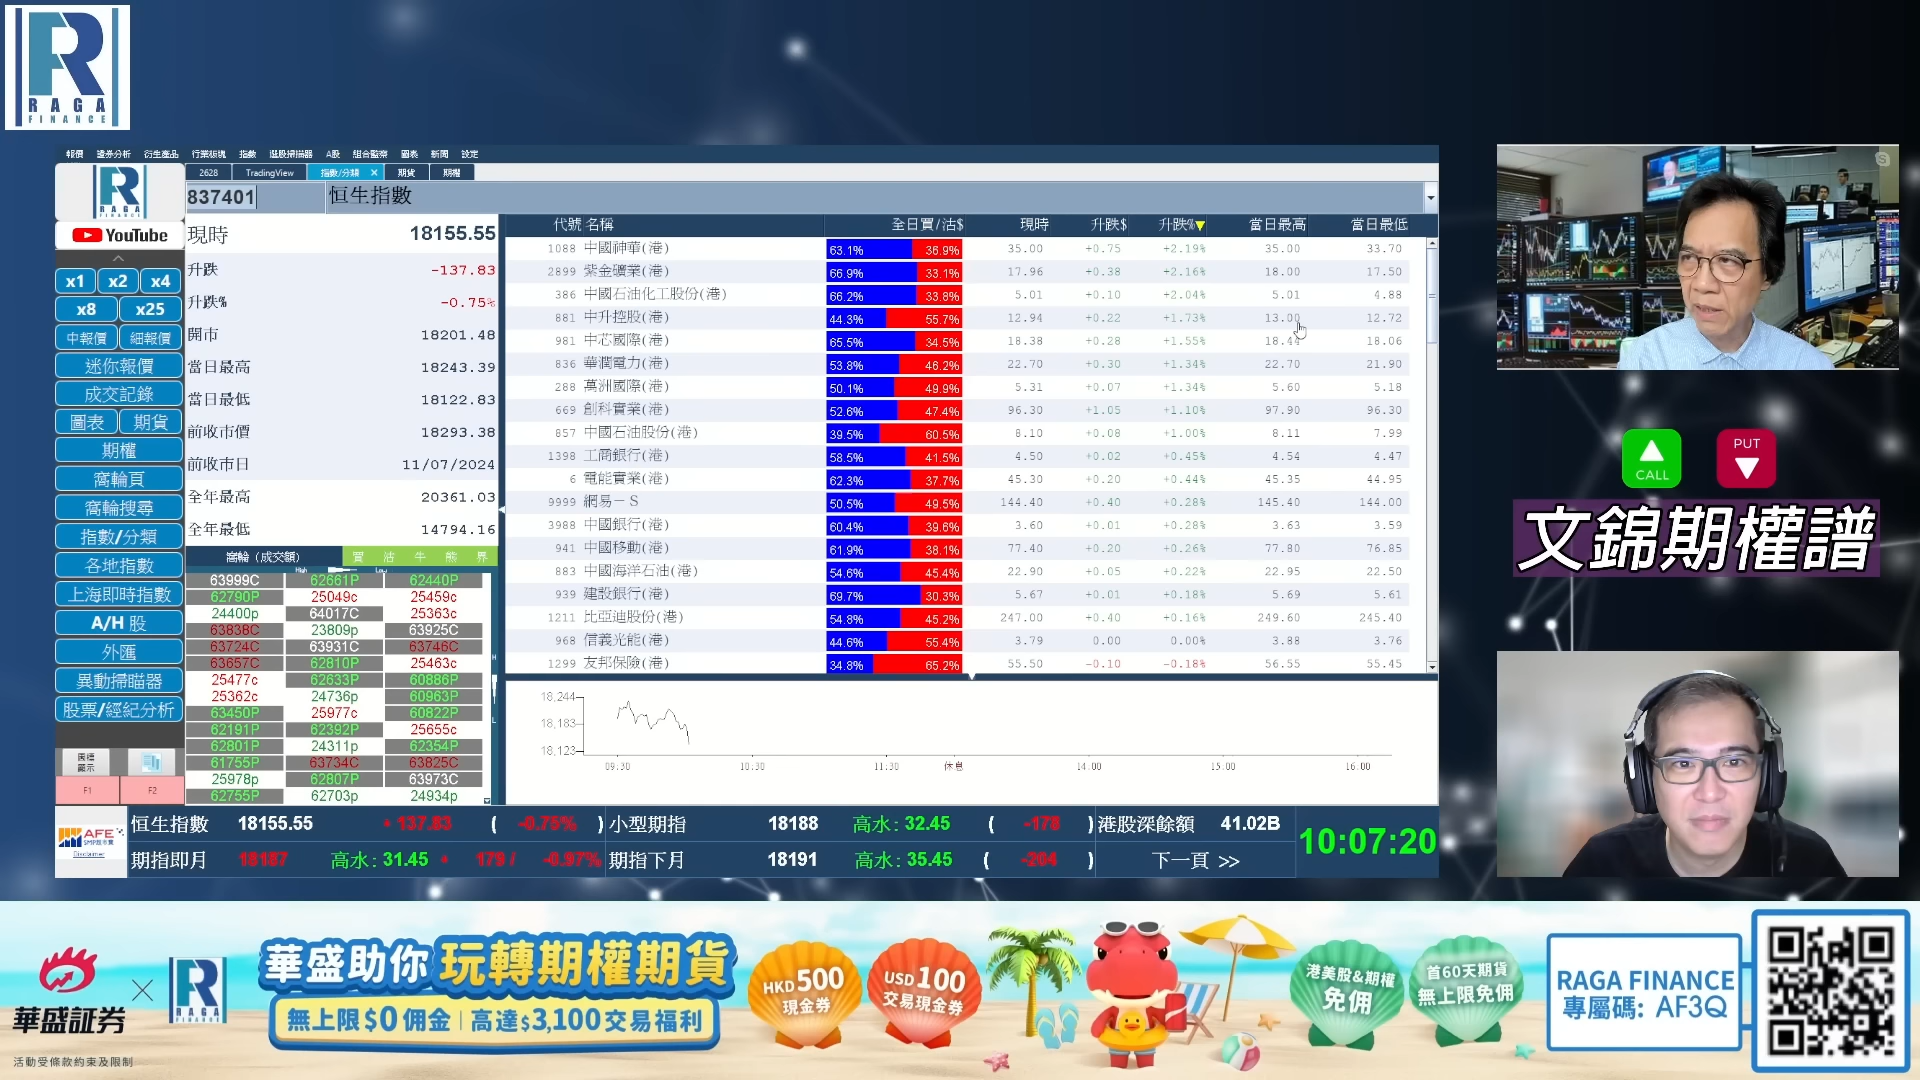 RAGA
FINANCE
報價 證券分析 衍生產品 行業板塊 指數 選股掃描器 A股 組合監察 圖表 新聞 設定
2628 TradingView 指數/分類 × 期貨 期權
837401 恒生指數
YouTube
x1 x2 x4
x8 x25
中報價 細報價
迷你報價
成交記錄
圖表 期貨
期權
窩輪頁
窩輪搜尋
指數/分類
各地指數
上海即時指數
A/H 股
外匯
異動掃瞄器
股票/經紀分析
F1 F2
現時 18155.55
升跌 -137.83
升跌% -0.75%
開市 18201.48
當日最高 18243.39
當日最低 18122.83
前收市價 18293.38
前收市日 11/07/2024
全年最高 20361.03
全年最低 14794.16
窩輪 (成交額) 買 沽 牛 熊 界
63999C 62661P 62440P
62790P 25049c 25459c
24400p 64017C 25363c
63838C 23809p 63925C
63724C 63931C 63746C
63657C 62810P 25463c
25477c 62633P 60886P
25362c 24736p 60963P
63450P 25977c 60822P
62191P 62392P 25655c
62801P 24311p 62354P
61755P 63734C 63825C
25978p 62807P 63973C
62755P 62703p 24934p
代號 名稱 全日買/沽$ 現時 升跌$ 升跌%▼ 當日最高 當日最低
1088 中國神華(港) 63.1% 36.9% 35.00 +0.75 +2.19% 35.00 33.70
2899 紫金礦業(港) 66.9% 33.1% 17.96 +0.38 +2.16% 18.00 17.50
386 中國石油化工股份(港) 66.2% 33.8% 5.01 +0.10 +2.04% 5.01 4.88
881 中升控股(港) 44.3% 55.7% 12.94 +0.22 +1.73% 13.00 12.72
981 中芯國際(港) 65.5% 34.5% 18.38 +0.28 +1.55% 18.44 18.06
836 華潤電力(港) 53.8% 46.2% 22.70 +0.30 +1.34% 22.70 21.90
288 萬洲國際(港) 50.1% 49.9% 5.31 +0.07 +1.34% 5.60 5.18
669 創科實業(港) 52.6% 47.4% 96.30 +1.05 +1.10% 97.90 96.30
857 中國石油股份(港) 39.5% 60.5% 8.10 +0.08 +1.00% 8.11 7.99
1398 工商銀行(港) 58.5% 41.5% 4.50 +0.02 +0.45% 4.54 4.47
6 電能實業(港) 62.3% 37.7% 45.30 +0.20 +0.44% 45.35 44.95
9999 網易－Ｓ 50.5% 49.5% 144.40 +0.40 +0.28% 145.40 144.00
3988 中國銀行(港) 60.4% 39.6% 3.60 +0.01 +0.28% 3.63 3.59
941 中國移動(港) 61.9% 38.1% 77.40 +0.20 +0.26% 77.80 76.85
883 中國海洋石油(港) 54.6% 45.4% 22.90 +0.05 +0.22% 22.95 22.50
939 建設銀行(港) 69.7% 30.3% 5.67 +0.01 +0.18% 5.69 5.61
1211 比亞迪股份(港) 54.8% 45.2% 247.00 +0.40 +0.16% 249.60 245.40
968 信義光能(港) 44.6% 55.4% 3.79 0.00 0.00% 3.88 3.76
1299 友邦保險(港) 34.8% 65.2% 55.50 -0.10 -0.18% 56.55 55.45
18,244
18,183
18,123
09:30 10:30 11:30 休息 14:00 15:00 16:00
AFE
Disclaimer
恒生指數 18155.55 137.83 ( -0.75% ) 小型期指 18188 高水: 32.45 ( -178 ) 港股深餘額 41.02B
期指即月 18187 高水: 31.45 179 / -0.97% 期指下月 18191 高水: 35.45 ( -204 ) 下一頁 >>
10:07:20
CALL
PUT
文錦期權譜
華盛証券 × RAGA FINANCE
華盛助你玩轉期權期貨
無上限$0佣金|高達$3,100交易福利
HKD 500
現金券
USD 100
交易現金券
港美股&期權
免佣
首60天期貨
無上限免佣
RAGA FINANCE
專屬碼: AF3Q
活動受條款約束及限制